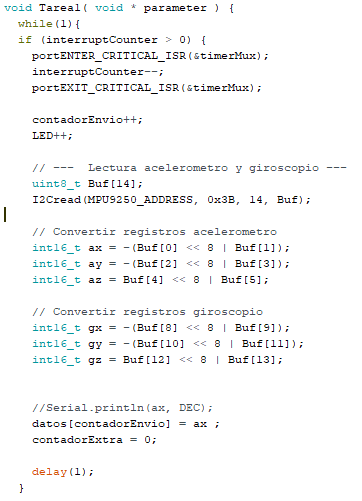 void Tarea1( void * parameter ) {
while(1){
if (interruptCounter > 0) {
portENTER_CRITICAL_ISR(&timerMux);
interruptCounter--;
portEXIT_CRITICAL_ISR(&timerMux);
contadorEnvio++;
LED++;
// ---  Lectura acelerometro y giroscopio ---
uint8_t Buf[14];
I2Cread(MPU9250_ADDRESS, 0x3B, 14, Buf);
// Convertir registros acelerometro
int16_t ax = -(Buf[0] << 8 | Buf[1]);
int16_t ay = -(Buf[2] << 8 | Buf[3]);
int16_t az = Buf[4] << 8 | Buf[5];
// Convertir registros giroscopio
int16_t gx = -(Buf[8] << 8 | Buf[9]);
int16_t gy = -(Buf[10] << 8 | Buf[11]);
int16_t gz = Buf[12] << 8 | Buf[13];
//Serial.println(ax, DEC);
datos[contadorEnvio] = ax ;
contadorExtra = 0;
delay(1);
}